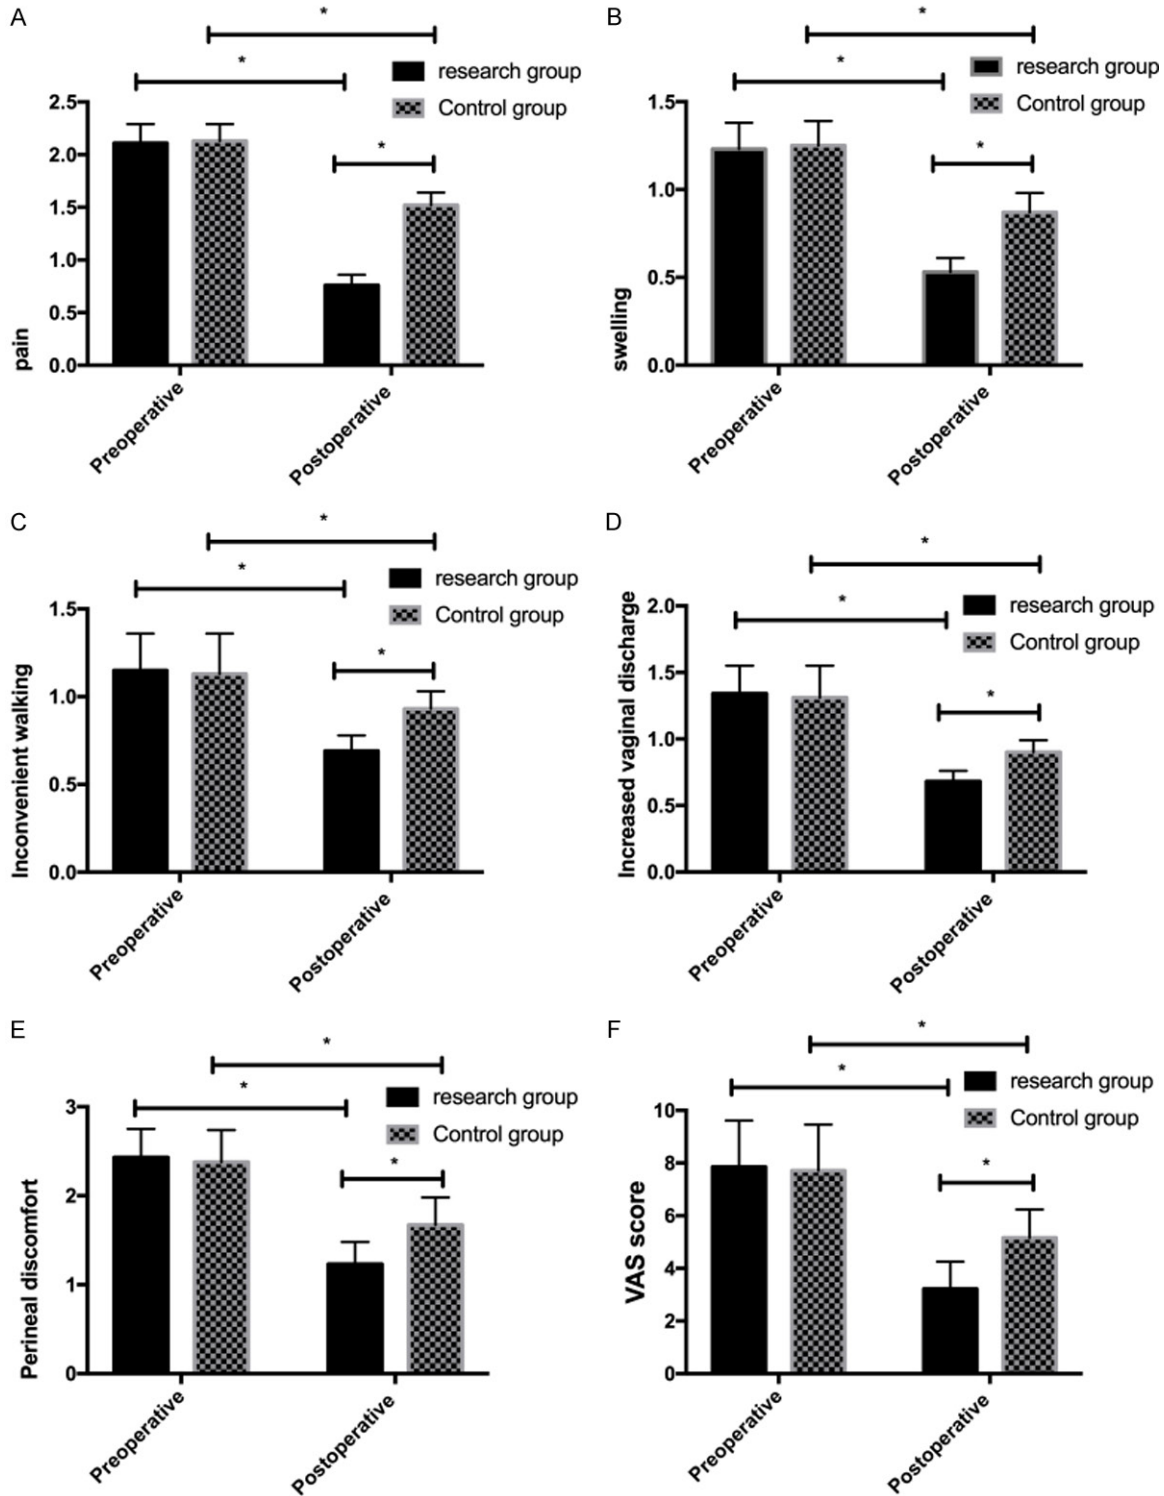 A
*
*
research group
Control group
*
2.5
2.0
1.5
1.0
0.5
0.0
pain
Preoperative
Postoperative
B
*
*
research group
Control group
*
1.5
1.0
0.5
0.0
swelling
Preoperative
Postoperative
C
*
*
research group
Control group
*
1.5
1.0
0.5
0.0
Inconvenient walking
Preoperative
Postoperative
D
*
*
research group
Control group
*
2.0
1.5
1.0
0.5
0.0
Increased vaginal discharge
Preoperative
Postoperative
E
*
*
research group
Control group
*
3
2
1
0
Perineal discomfort
Preoperative
Postoperative
F
*
*
research group
Control group
*
10
8
6
4
2
0
VAS score
Preoperative
Postoperative